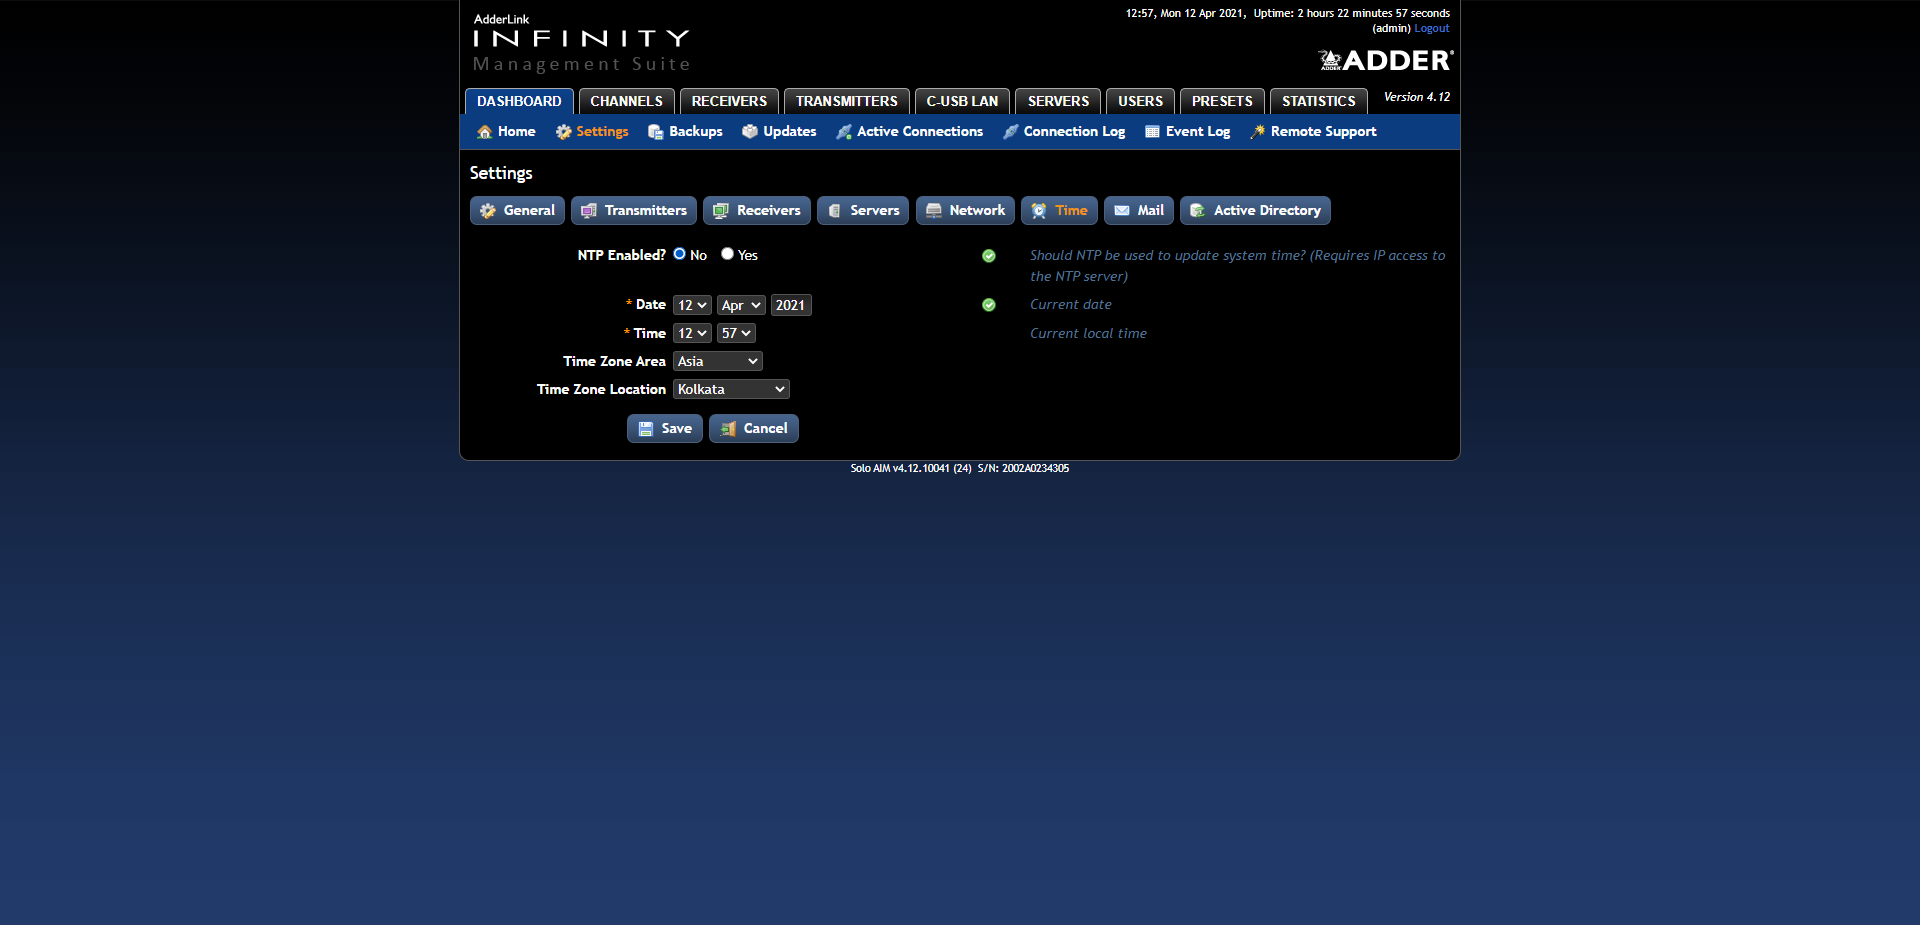 AdderLink
INFINITY
Management Suite
12:57, Mon 12 Apr 2021, Uptime: 2 hours 22 minutes 57 seconds
(admin) Logout
ADDER
ADDER®
DASHBOARD CHANNELS RECEIVERS TRANSMITTERS C-USB LAN SERVERS USERS PRESETS STATISTICS Version 4.12
Home Settings Backups Updates Active Connections Connection Log Event Log Remote Support
Settings
General Transmitters Receivers Servers Network Time Mail Active Directory
NTP Enabled? No Yes Should NTP be used to update system time? (Requires IP access to
the NTP server)
* Date 12 Apr 2021 Current date
* Time 12 57 Current local time
Time Zone Area Asia
Time Zone Location Kolkata
Save Cancel
Solo AIM v4.12.10041 (24) S/N: 2002A0234305